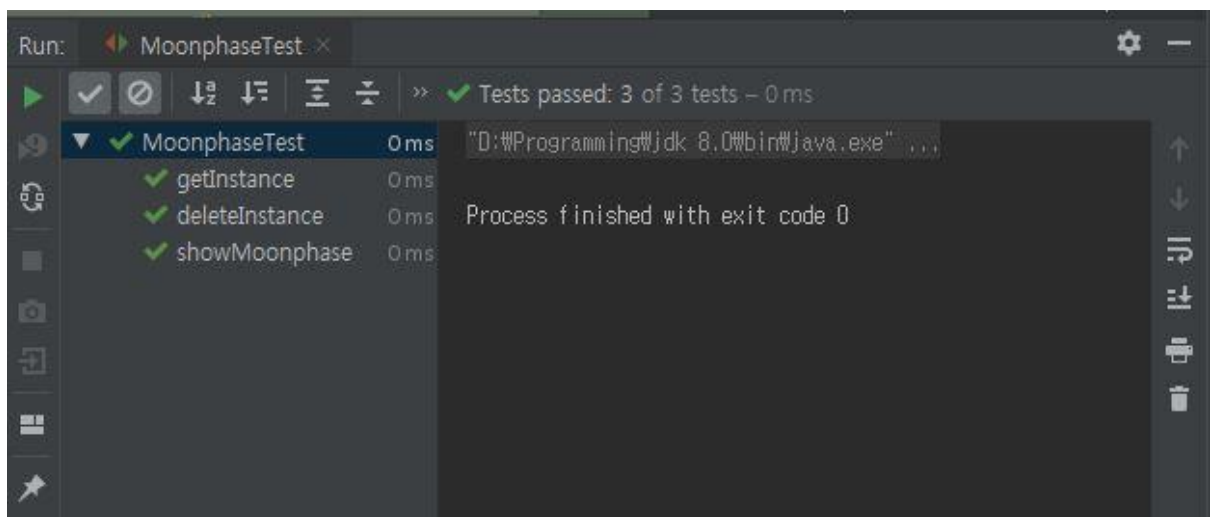 Run: MoonphaseTest
Tests passed: 3 of 3 tests – 0 ms
MoonphaseTest 0 ms
getInstance 0 ms
deleteInstance 0 ms
showMoonphase 0 ms
"D:₩Programming₩jdk 8.0₩bin₩java.exe" ...
Process finished with exit code 0